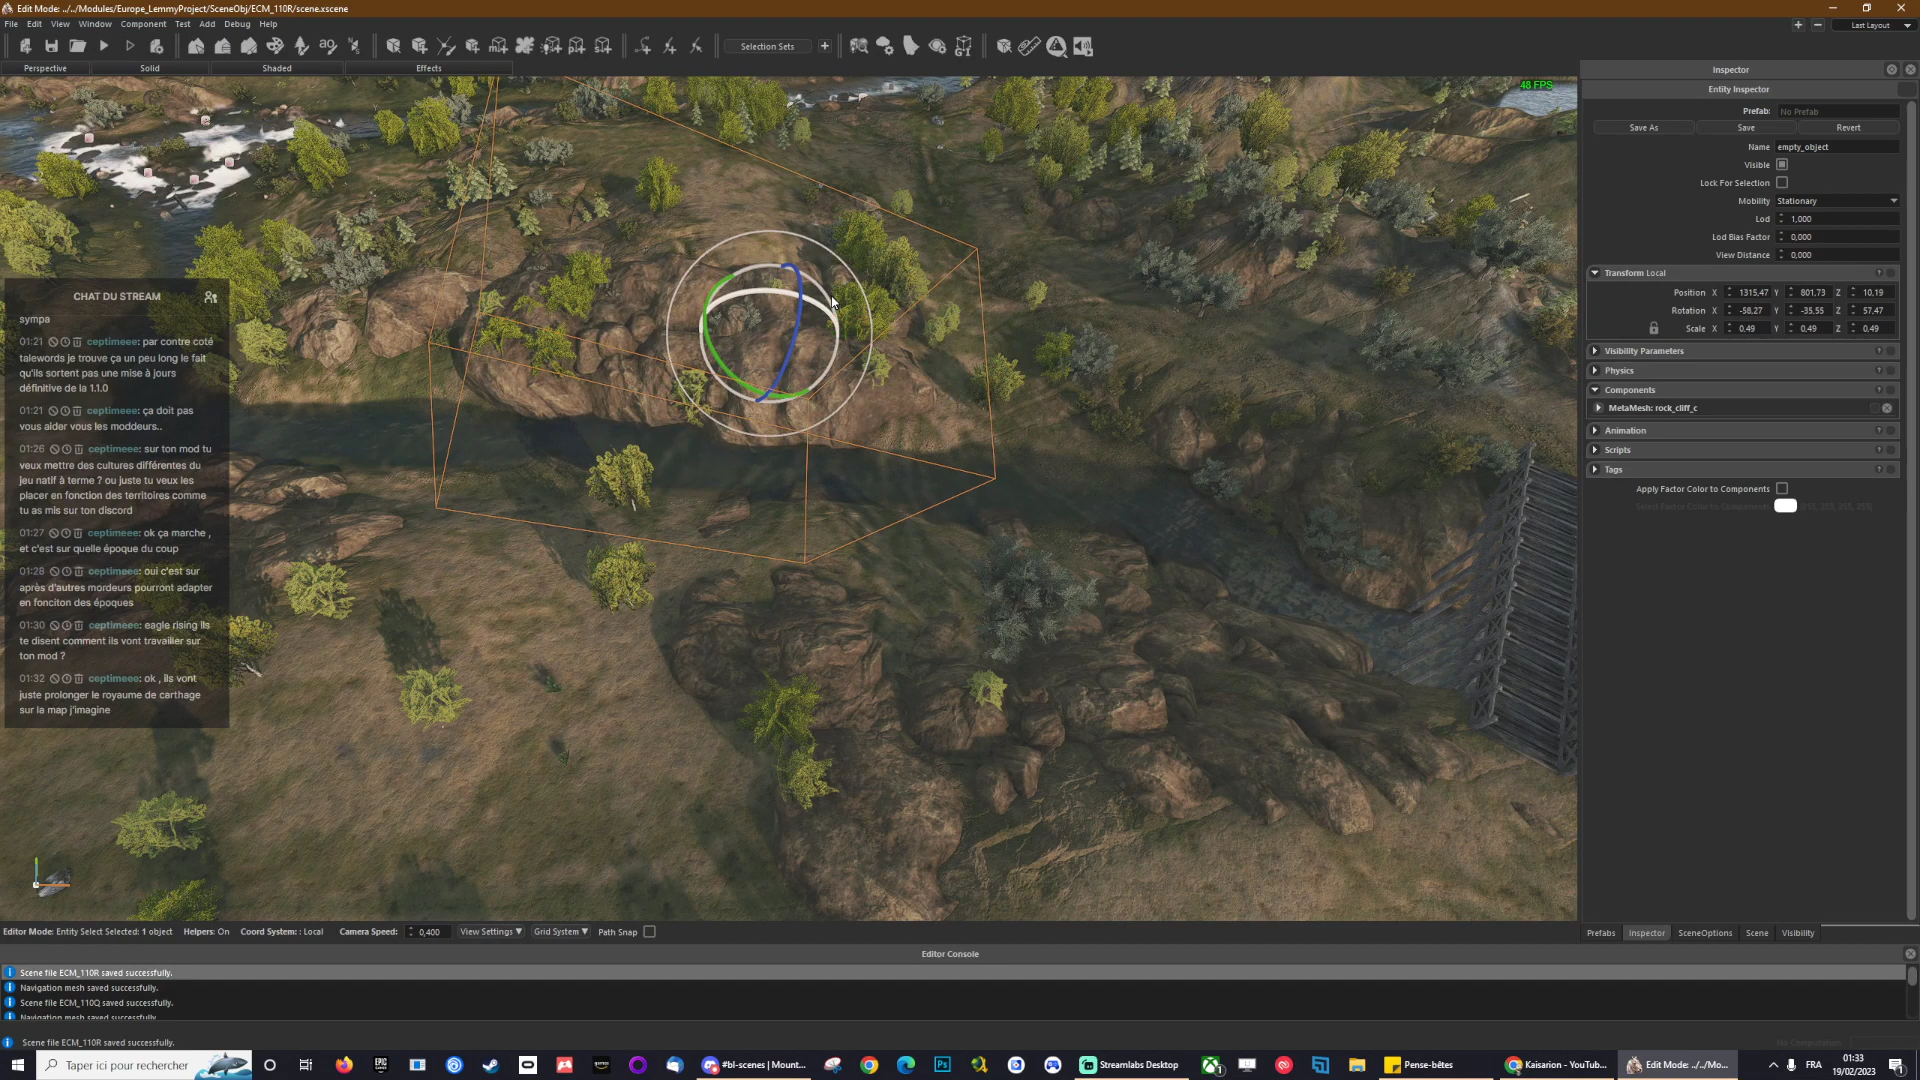 Edit Mode: ../../Modules/Europe_LemmyProject/SceneObj/ECM_110R/scene.xscene
File Edit View Window Component Test Add Debug Help
Last Layout
Selection Sets
Perspective Solid Shaded Effects
48 FPS
Inspector
Entity Inspector
Prefab: No Prefab
Save As Save Revert
Name empty_object
Visible
Lock For Selection
Mobility Stationary
Lod 1,000
Lod Bias Factor 0,000
View Distance 0,000
Transform Local
Position X 1315,47 Y 801,73 Z 10,19
Rotation X -58,27 Y -35,55 Z 57,47
Scale X 0,49 Y 0,49 Z 0,49
Visibility Parameters
Physics
Components
MetaMesh: rock_cliff_c
Animation
Scripts
Tags
Apply Factor Color to Components
Select Factor Color to Components (255, 255, 255, 255)
CHAT DU STREAM
sympa
01:21 ceptimeee: par contre coté
talewords je trouve ça un peu long le fait
qu'ils sortent pas une mise à jours
définitive de la 1.1.0
01:21 ceptimeee: ça doit pas
vous aider vous les moddeurs..
01:26 ceptimeee: sur ton mod tu
veux mettre des cultures différentes du
jeu natif à terme ? ou juste tu veux les
placer en fonction des territoires comme
tu as mis sur ton discord
01:27 ceptimeee: ok ça marche ,
et c'est sur quelle époque du coup
01:28 ceptimeee: oui c'est sur
après d'autres mordeurs pourront adapter
en fonciton des époques
01:30 ceptimeee: eagle rising ils
te disent comment ils vont travailler sur
ton mod ?
01:32 ceptimeee: ok , ils vont
juste prolonger le royaume de carthage
sur la map j'imagine
Editor Mode: Entity Select Selected: 1 object Helpers: On Coord System: : Local Camera Speed: 0,400 View Settings Grid System Path Snap
Prefabs Inspector SceneOptions Scene Visibility
Editor Console
Scene file ECM_110R saved successfully.
Navigation mesh saved successfully.
Scene file ECM_110Q saved successfully.
Navigation mesh saved successfully.
Scene file ECM_110R saved successfully.
No Computation
Taper ici pour rechercher
#bl-scenes | Mount...
Streamlabs Desktop
Pense-bêtes
Kaisarion - YouTub...
Edit Mode: ../../Mo...
FRA
01:33
19/02/2023